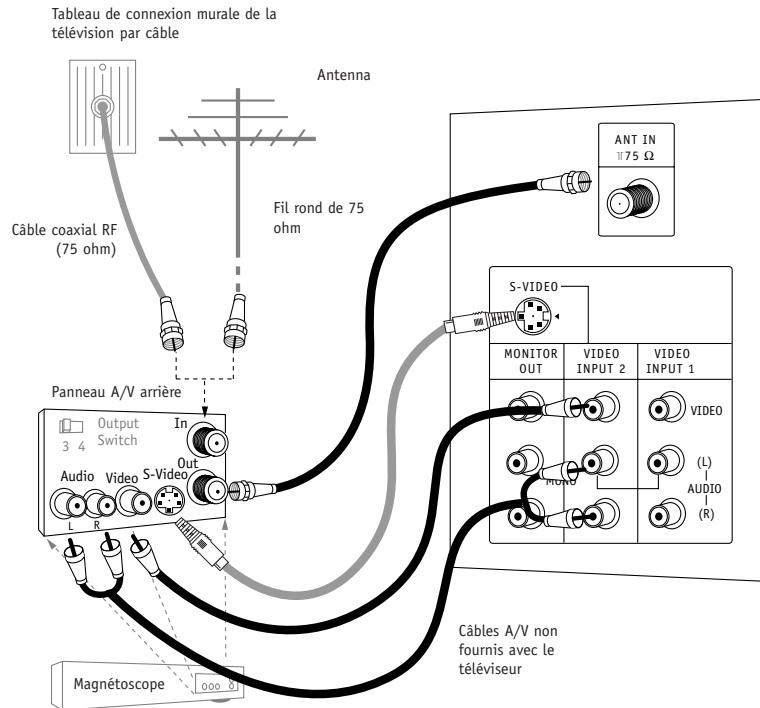 Tableau de connexion murale de la
télévision par câble
Antenna
ANT IN
75 Ω
Fil rond de 75
ohm
Câble coaxial RF
(75 ohm)
S-VIDEO
MONITOR
OUT
VIDEO
INPUT 2
VIDEO
INPUT 1
Panneau A/V arrière
Output
Switch
3 4
In
Out
Audio
Video
S-Video
L
R
VIDEO
MONO
(L)
AUDIO
(R)
Câbles A/V non
fournis avec le
téléviseur
Magnétoscope